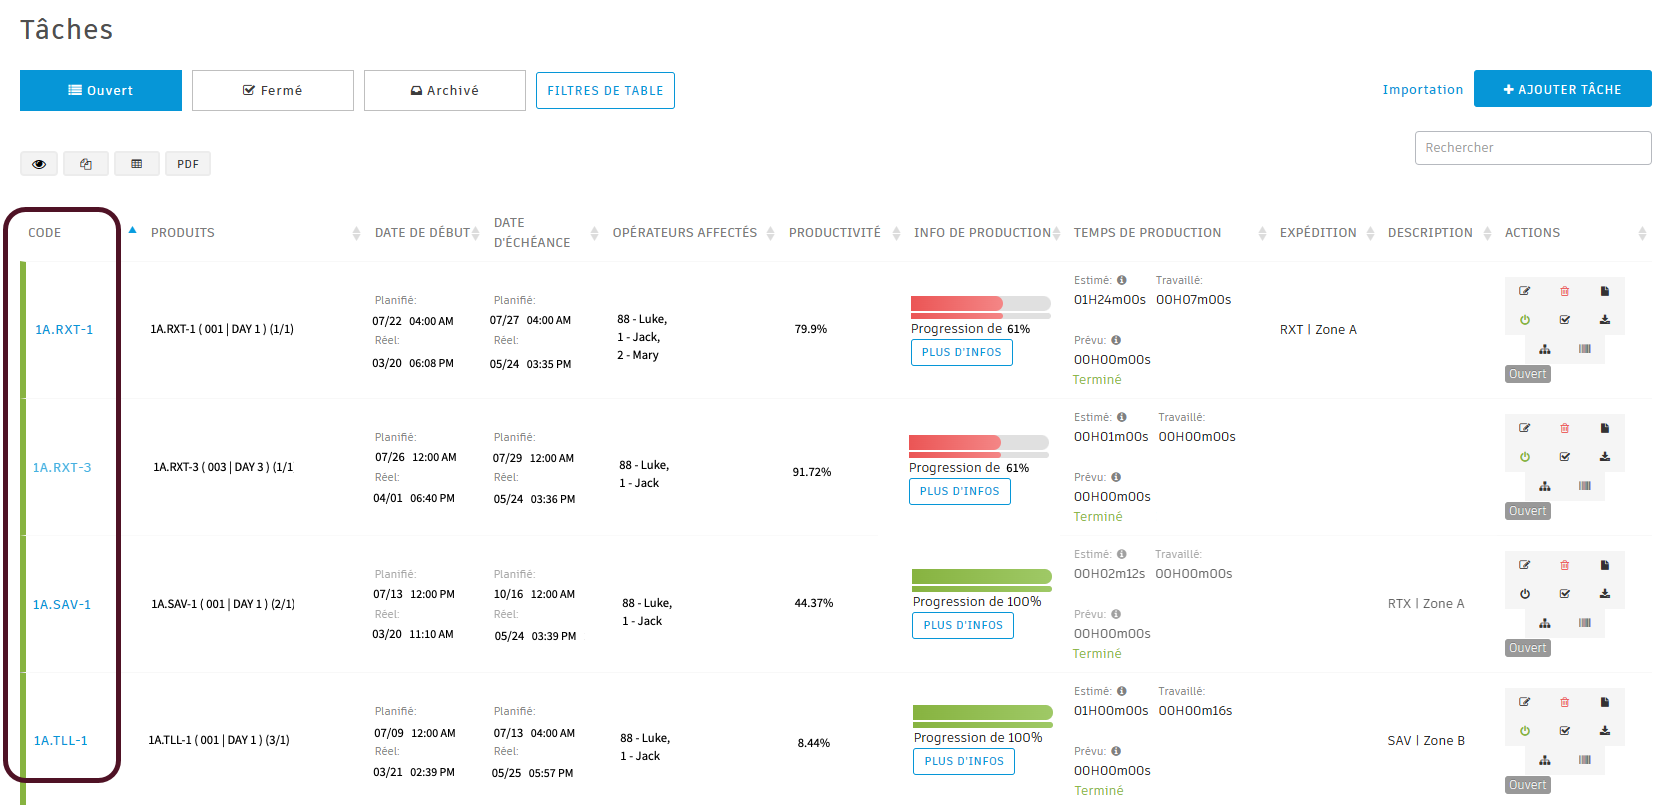 Tâches
Ouvert
Fermé
Archivé
FILTRES DE TABLE
Importation
AJOUTER TÂCHE
Rechercher
PDF
CODE
PRODUITS
DATE DE DÉBUT
DATE
D'ÉCHÉANCE
OPÉRATEURS AFFECTÉS
PRODUCTIVITÉ
INFO DE PRODUCTION
TEMPS DE PRODUCTION
EXPÉDITION
DESCRIPTION
ACTIONS
1A.RXT-1
1A.RXT-1 ( 001 | DAY 1 ) (1/1)
Planifié:
07/22 04:00 AM
Réel:
03/20 06:08 PM
Planifié:
07/27 04:00 AM
Réel:
05/24 03:35 PM
88 - Luke,
1 - Jack,
2 - Mary
79.9%
Progression de 61%
PLUS D'INFOS
Estimé: Travaillé:
01H24m00s 00H07m00s
Prévu:
00H00m00s
Terminé
RXT | Zone A
Ouvert
1A.RXT-3
1A.RXT-3 ( 003 | DAY 3 ) (1/1
Planifié:
07/26 12:00 AM
Réel:
04/01 06:40 PM
Planifié:
07/29 12:00 AM
Réel:
05/24 03:36 PM
88 - Luke,
1 - Jack
91.72%
Progression de 61%
PLUS D'INFOS
Estimé: Travaillé:
00H01m00s 00H00m00s
Prévu:
00H00m00s
Terminé
Ouvert
1A.SAV-1
1A.SAV-1 ( 001 | DAY 1 ) (2/1)
Planifié:
07/13 12:00 PM
Réel:
03/20 11:10 AM
Planifié:
10/16 12:00 AM
Réel:
05/24 03:39 PM
88 - Luke,
1 - Jack
44.37%
Progression de 100%
PLUS D'INFOS
Estimé: Travaillé:
00H02m12s 00H00m00s
Prévu:
00H00m00s
Terminé
RTX | Zone A
Ouvert
1A.TLL-1
1A.TLL-1 ( 001 | DAY 1 ) (3/1)
Planifié:
07/09 12:00 AM
Réel:
03/21 02:39 PM
Planifié:
07/13 04:00 AM
Réel:
05/25 05:57 PM
88 - Luke,
1 - Jack
8.44%
Progression de 100%
PLUS D'INFOS
Estimé: Travaillé:
01H00m00s 00H00m16s
Prévu:
00H00m00s
Terminé
SAV | Zone B
Ouvert